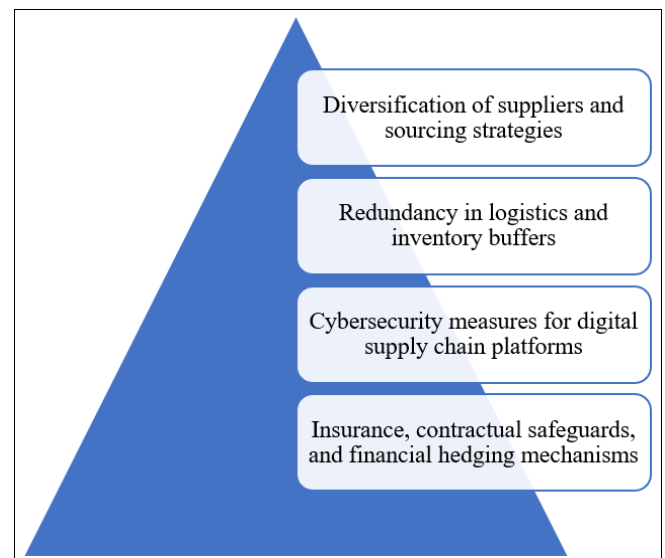 Diversification of suppliers and
sourcing strategies
Redundancy in logistics and
inventory buffers
Cybersecurity measures for digital
supply chain platforms
Insurance, contractual safeguards,
and financial hedging mechanisms